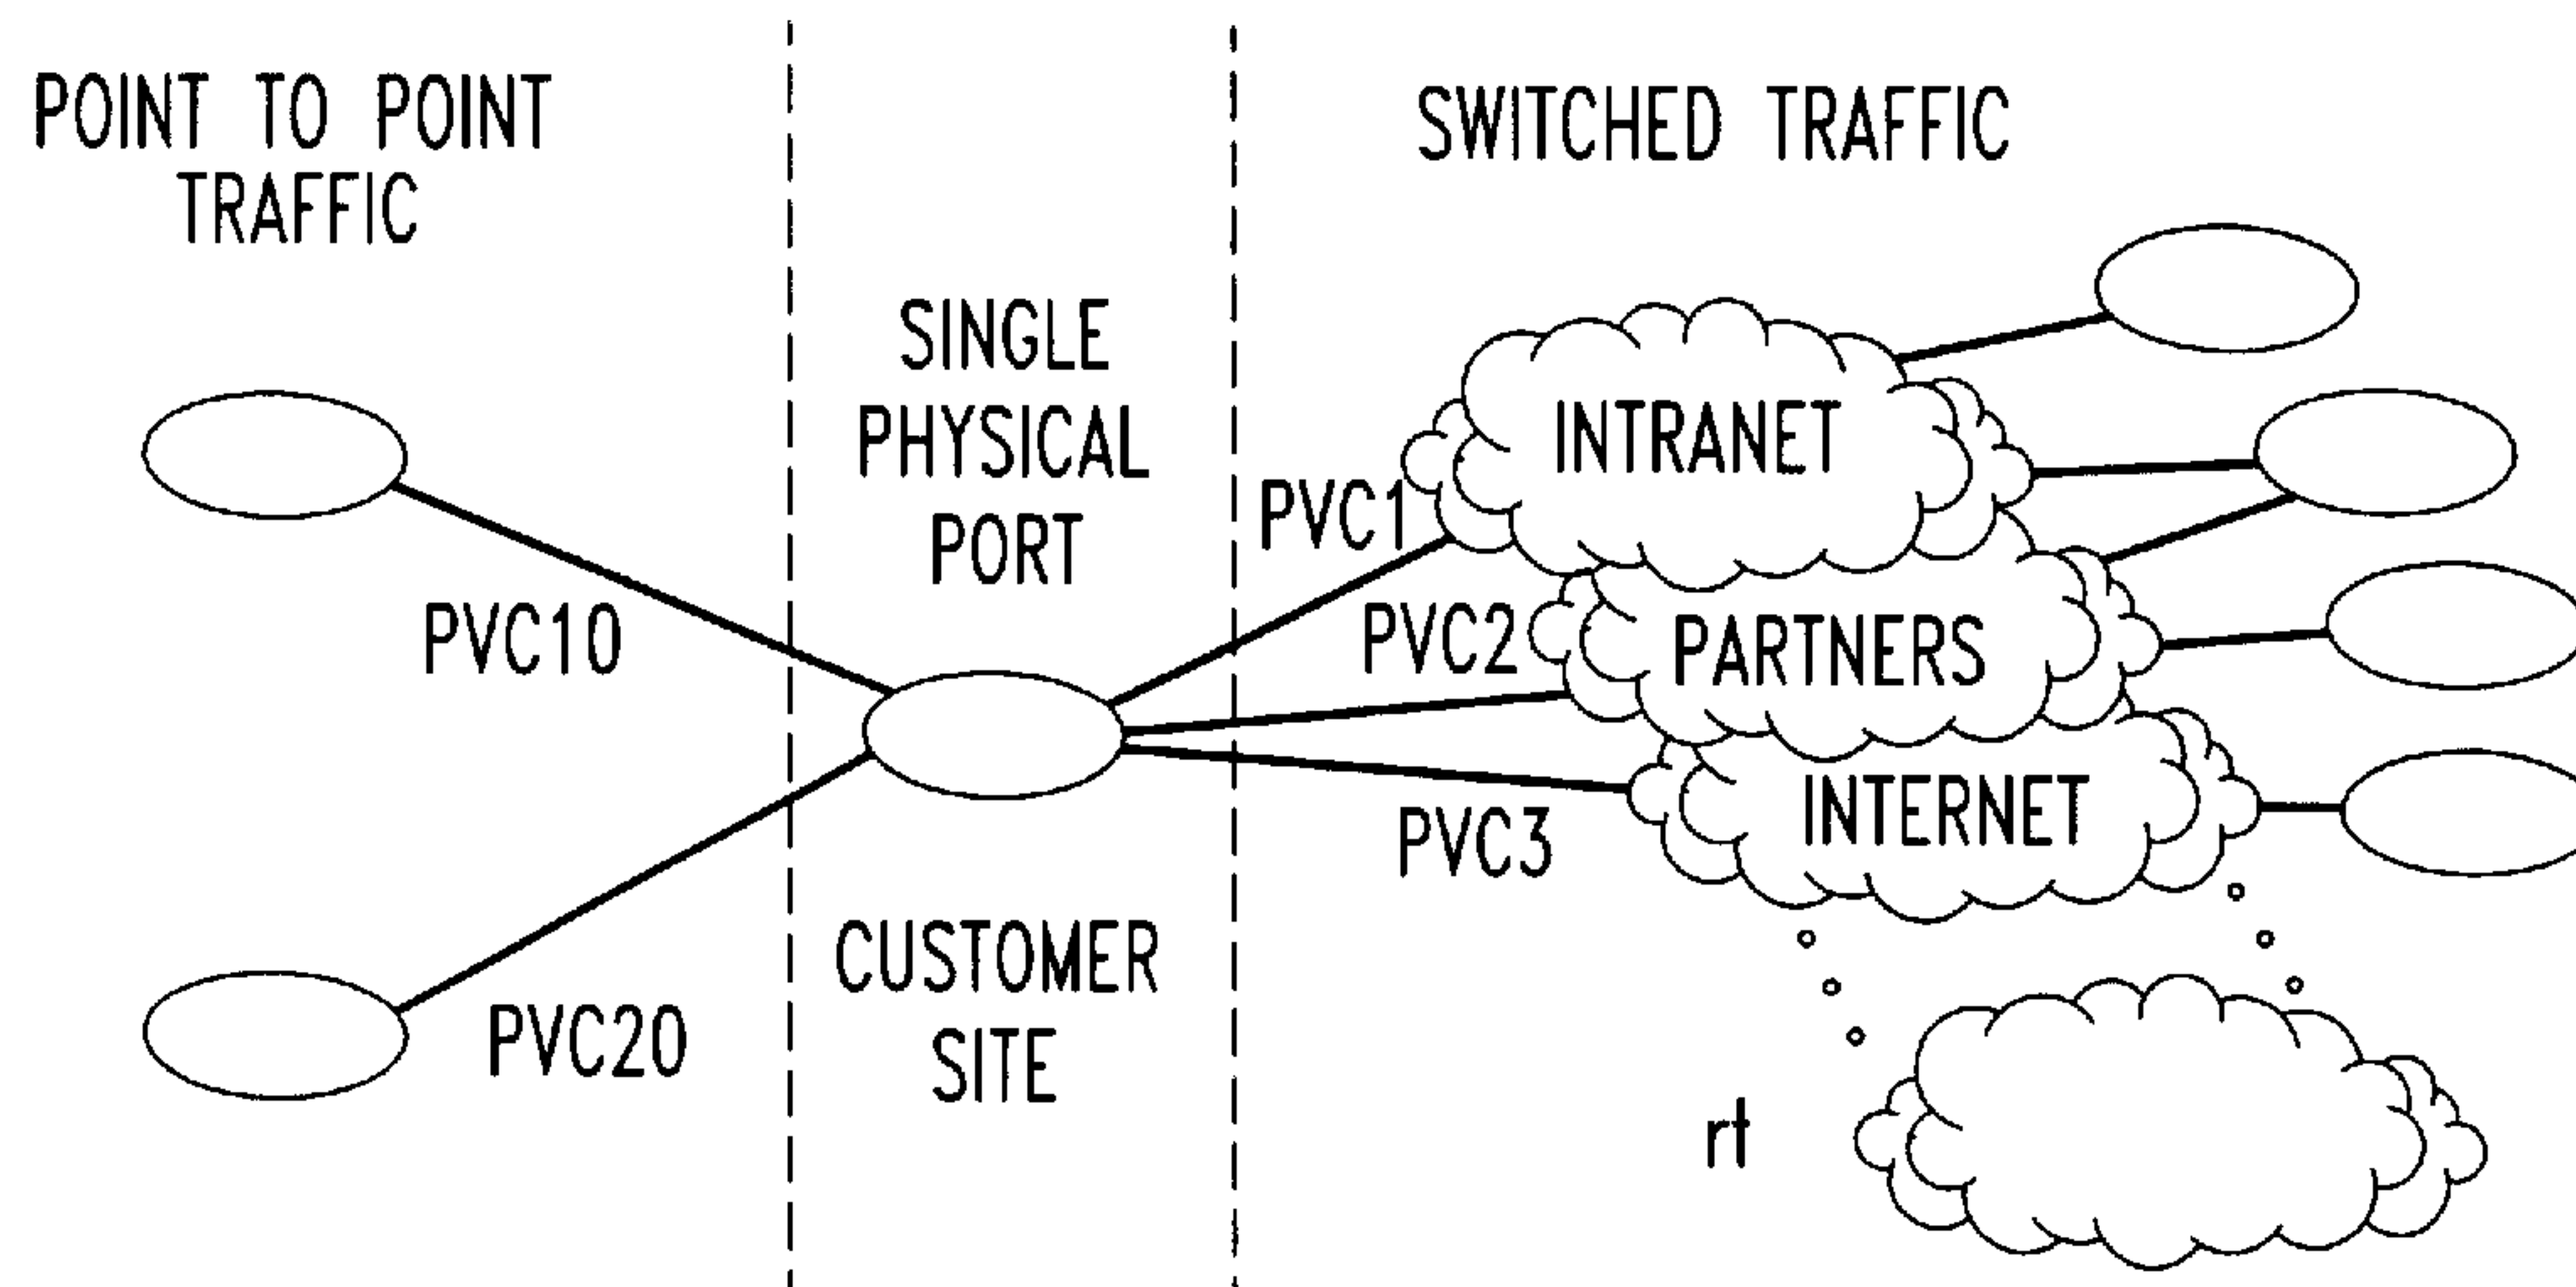 POINT TO POINT
TRAFFIC
SWITCHED TRAFFIC
SINGLE
PHYSICAL
PORT
INTRANET
PVC1
PVC10
PVC2
PARTNERS
INTERNET
PVC3
CUSTOMER
SITE
PVC20
rt